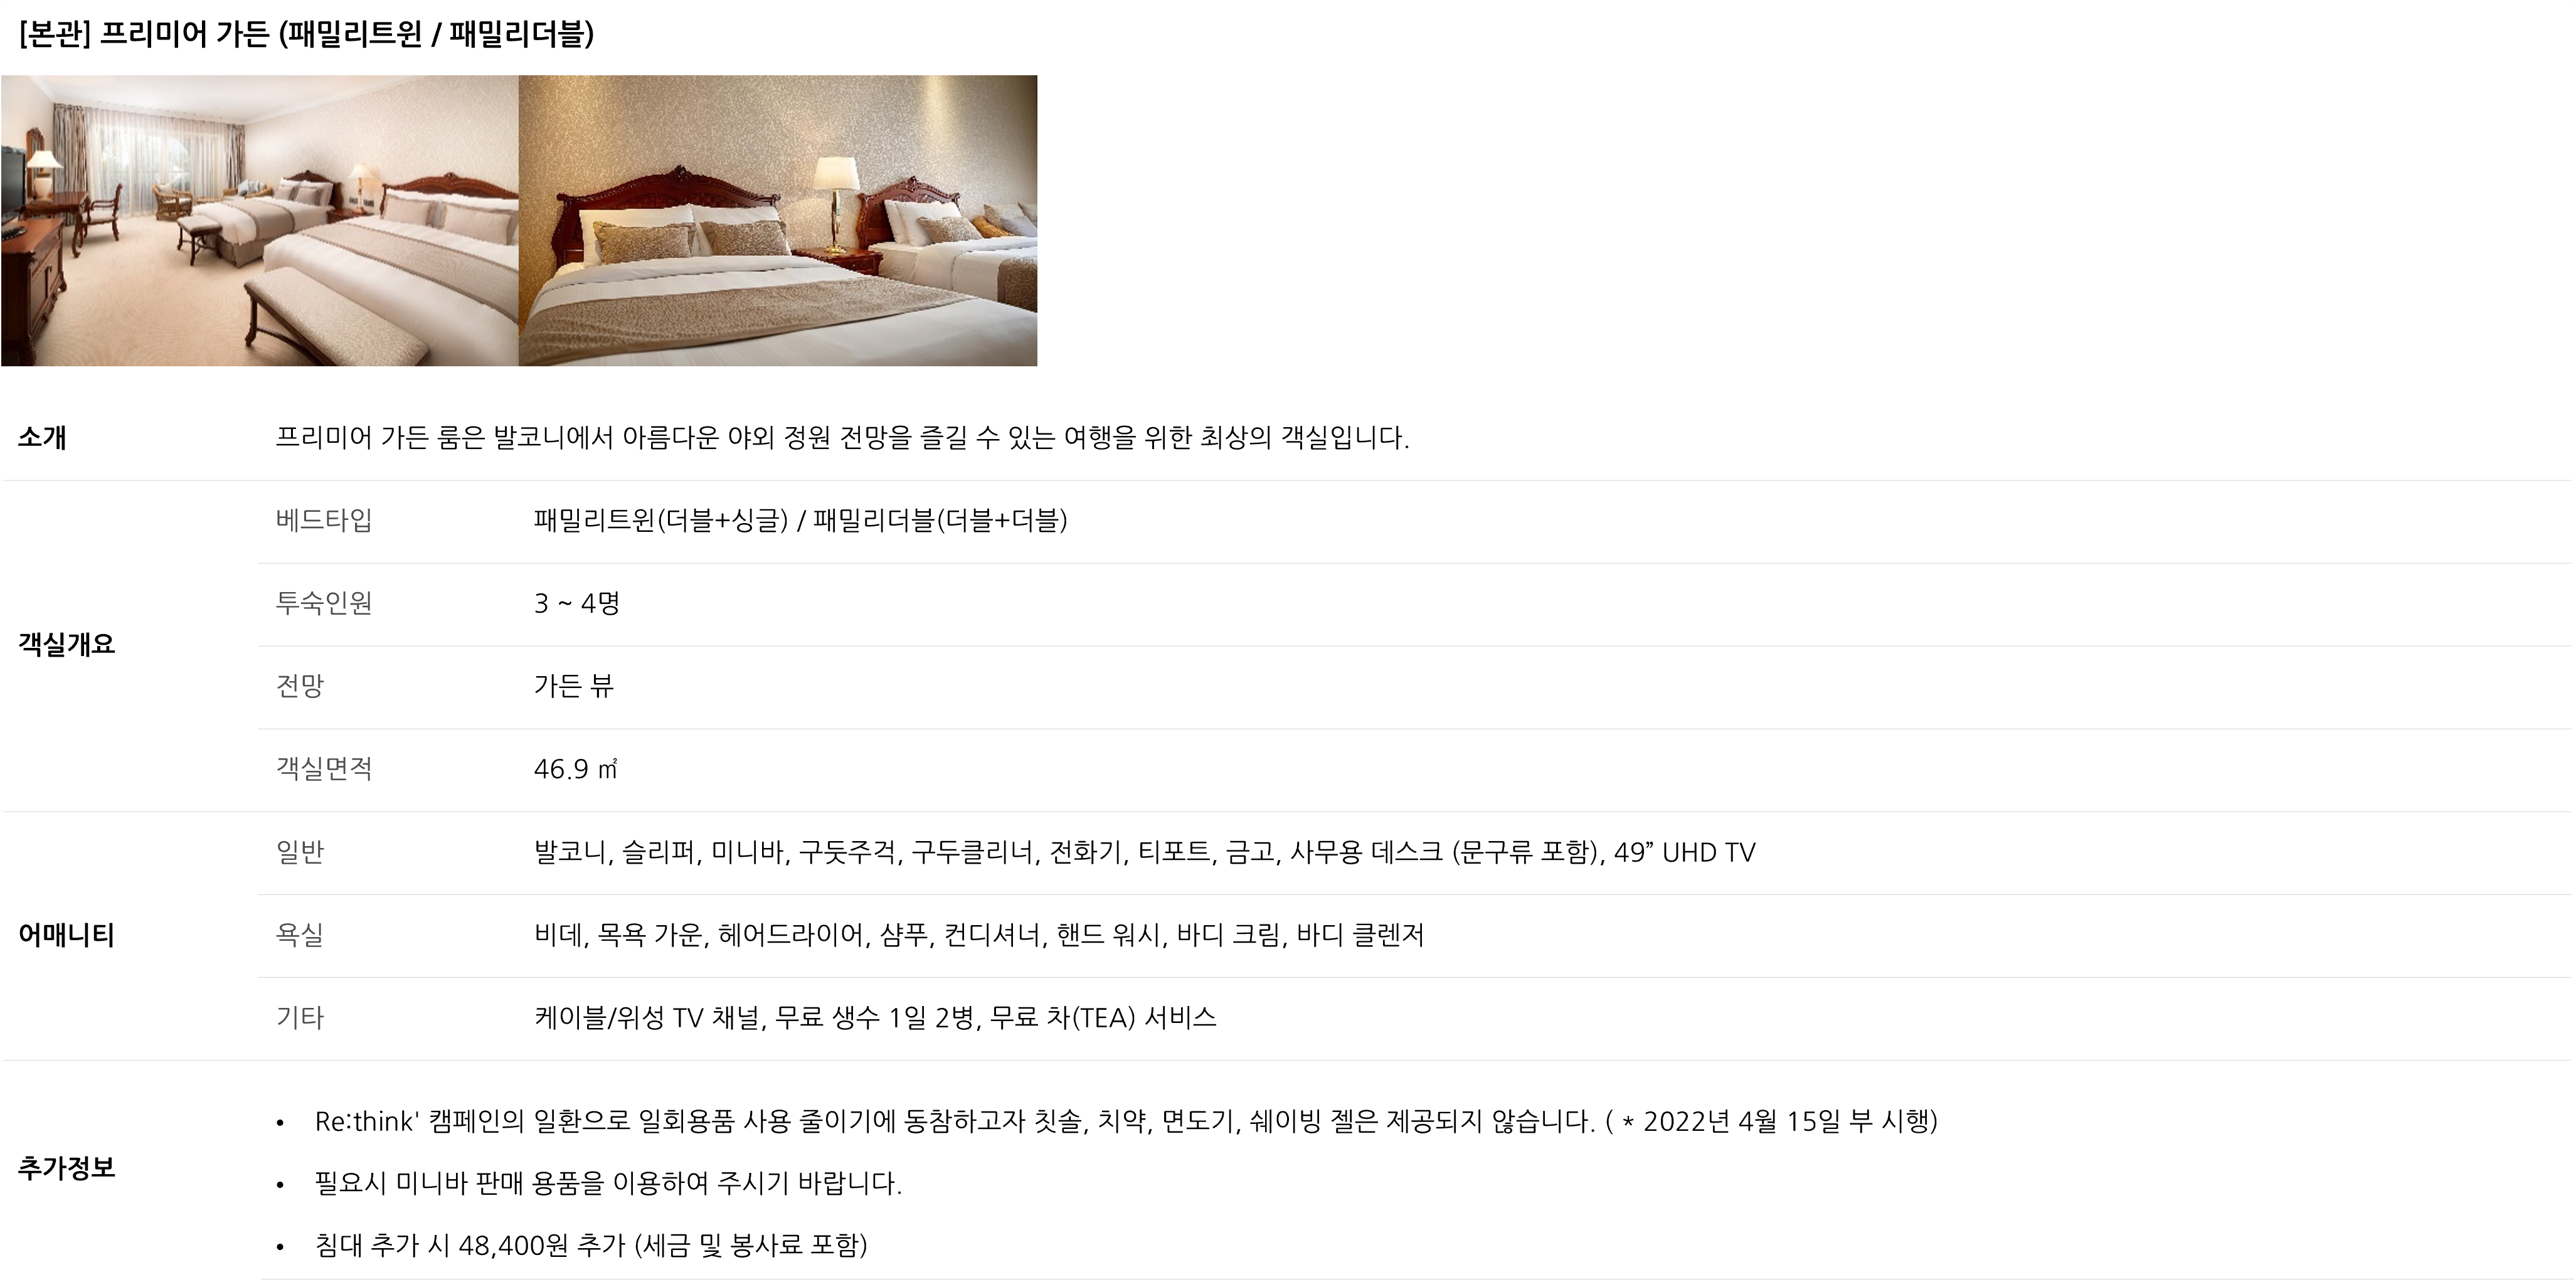 [본관] 프리미어 가든 (패밀리트윈 / 패밀리더블)
소개 프리미어 가든 룸은 발코니에서 아름다운 야외 정원 전망을 즐길 수 있는 여행을 위한 최상의 객실입니다.
객실개요
베드타입 패밀리트윈(더블+싱글) / 패밀리더블(더블+더블)
투숙인원 3 ~ 4명
전망 가든 뷰
객실면적 46.9 ㎡
어매니티
일반 발코니, 슬리퍼, 미니바, 구둣주걱, 구두클리너, 전화기, 티포트, 금고, 사무용 데스크 (문구류 포함), 49” UHD TV
욕실 비데, 목욕 가운, 헤어드라이어, 샴푸, 컨디셔너, 핸드 워시, 바디 크림, 바디 클렌저
기타 케이블/위성 TV 채널, 무료 생수 1일 2병, 무료 차(TEA) 서비스
추가정보
• Re:think' 캠페인의 일환으로 일회용품 사용 줄이기에 동참하고자 칫솔, 치약, 면도기, 쉐이빙 젤은 제공되지 않습니다. ( * 2022년 4월 15일 부 시행)
• 필요시 미니바 판매 용품을 이용하여 주시기 바랍니다.
• 침대 추가 시 48,400원 추가 (세금 및 봉사료 포함)